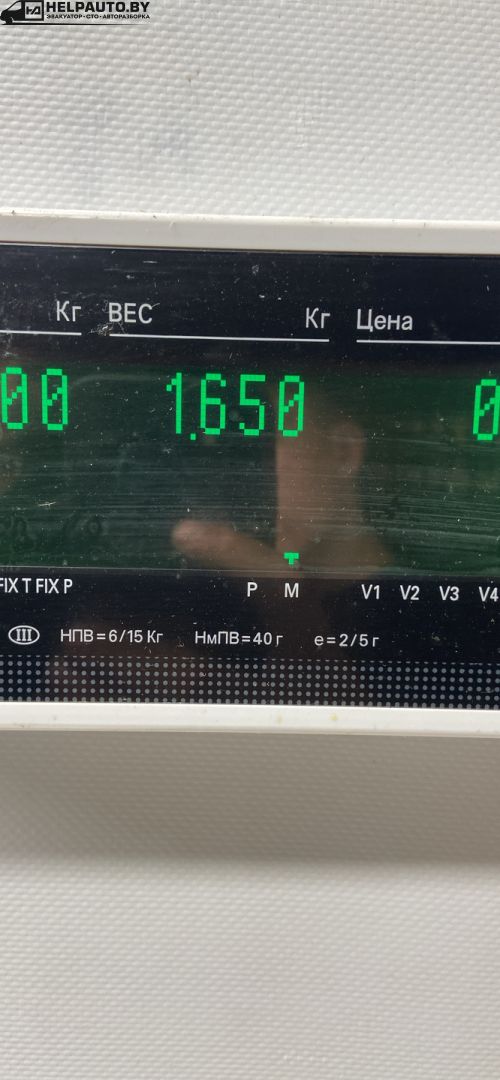 HELPAUTO.BY
ЭВАКУАТОР·СТО·АВТОРАЗБОРКА
Кг ВЕС Кг Цена
00 1.650 0
FIX T FIX P P M V1 V2 V3 V4
III НПВ=6/15 Кг НмПВ=40 г e=2/5 г